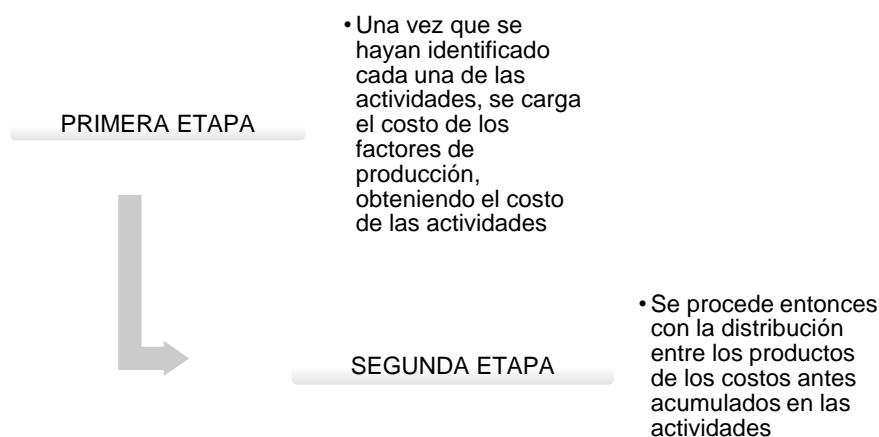 PRIMERA ETAPA
• Una vez que se
hayan identificado
cada una de las
actividades, se carga
el costo de los
factores de
producción,
obteniendo el costo
de las actividades
SEGUNDA ETAPA
• Se procede entonces
con la distribución
entre los productos
de los costos antes
acumulados en las
actividades